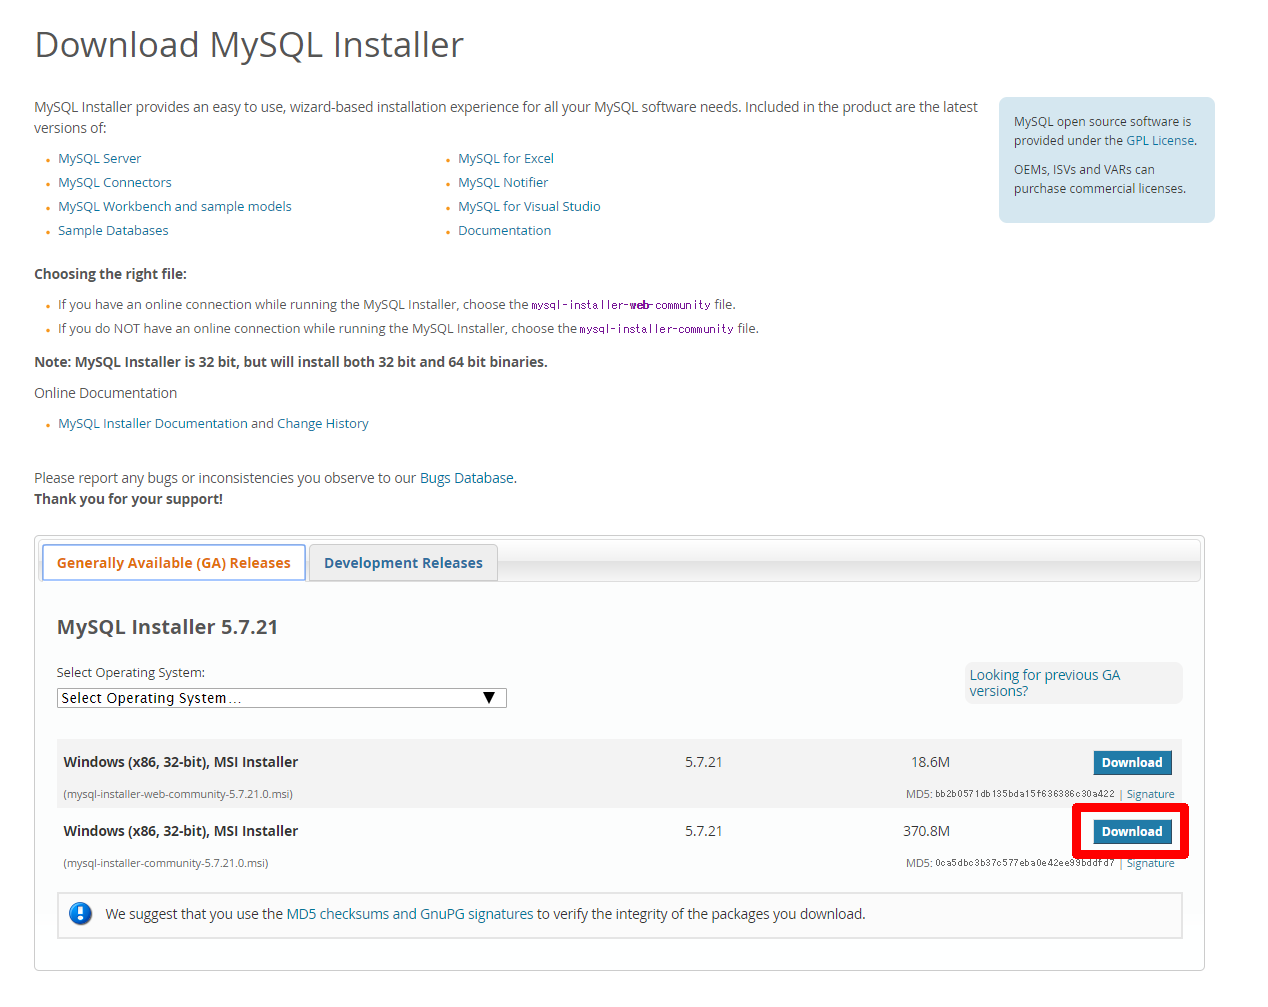 Download MySQL Installer
MySQL Installer provides an easy to use, wizard-based installation experience for all your MySQL software needs. Included in the product are the latest
versions of:
MySQL Server
MySQL Connectors
MySQL Workbench and sample models
Sample Databases
MySQL for Excel
MySQL Notifier
MySQL for Visual Studio
Documentation
MySQL open source software is
provided under the GPL License.
OEMs, ISVs and VARs can
purchase commercial licenses.
Choosing the right file:
If you have an online connection while running the MySQL Installer, choose the mysql-installer-web-community file.
If you do NOT have an online connection while running the MySQL Installer, choose the mysql-installer-community file.
Note: MySQL Installer is 32 bit, but will install both 32 bit and 64 bit binaries.
Online Documentation
MySQL Installer Documentation and Change History
Please report any bugs or inconsistencies you observe to our Bugs Database.
Thank you for your support!
Generally Available (GA) Releases
Development Releases
MySQL Installer 5.7.21
Select Operating System:
Select Operating System...
Looking for previous GA
versions?
Windows (x86, 32-bit), MSI Installer 5.7.21 18.6M Download
(mysql-installer-web-community-5.7.21.0.msi) MD5: bb2b0571db135bda15f636386c30a422 | Signature
Windows (x86, 32-bit), MSI Installer 5.7.21 370.8M Download
(mysql-installer-community-5.7.21.0.msi) MD5: 0ca5dbc3b37c577eba0e42ee99bddfd7 | Signature
We suggest that you use the MD5 checksums and GnuPG signatures to verify the integrity of the packages you download.